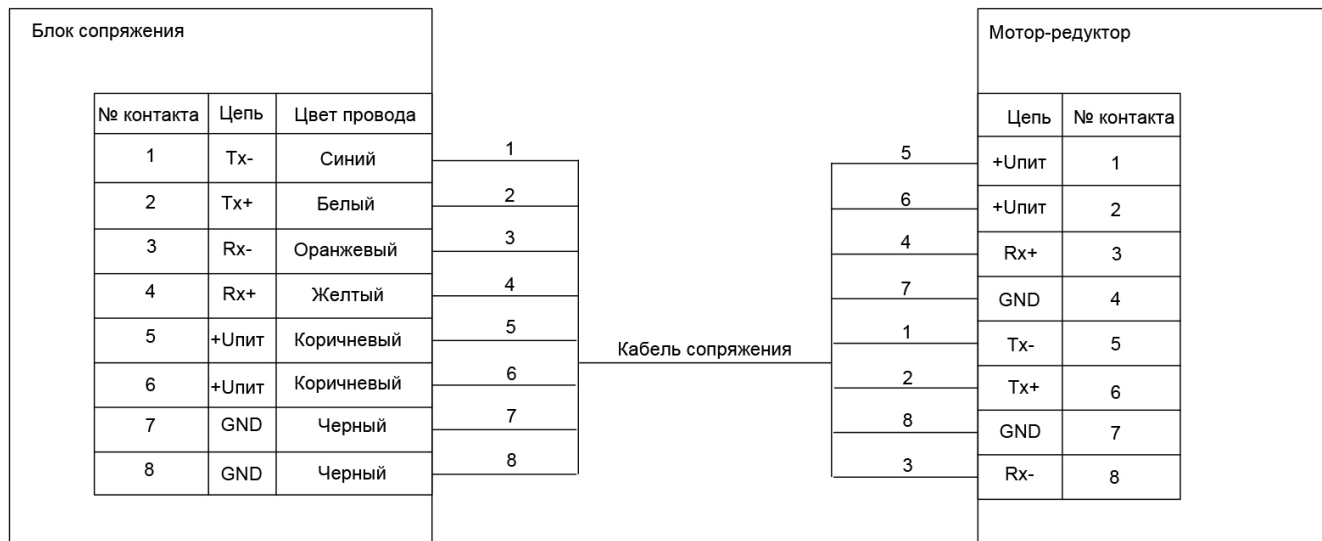 Блок сопряжения
№ контакта Цепь Цвет провода
1 Tx- Синий 1
2 Tx+ Белый 2
3 Rx- Оранжевый 3
4 Rx+ Желтый 4
5 +Uпит Коричневый 5
6 +Uпит Коричневый 6
7 GND Черный 7
8 GND Черный 8
Кабель сопряжения
Мотор-редуктор
Цепь № контакта
5 +Uпит 1
6 +Uпит 2
4 Rx+ 3
7 GND 4
1 Tx- 5
2 Tx+ 6
8 GND 7
3 Rx- 8